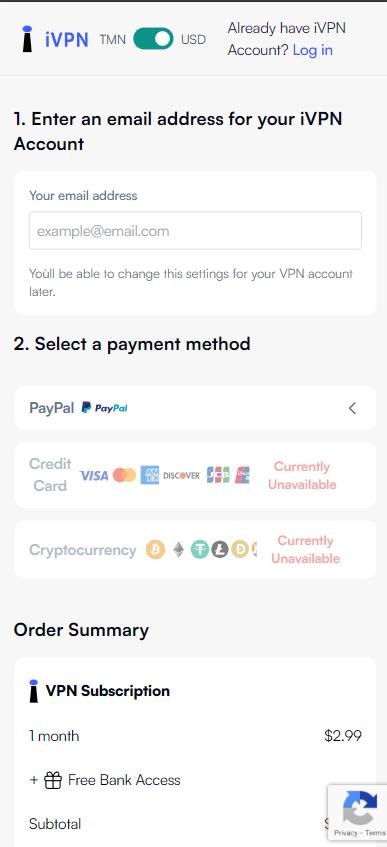 iVPN TMN USD Already have iVPN
Account? Log in
1. Enter an email address for your iVPN
Account
Your email address
example@email.com
You'll be able to change this settings for your VPN account
later.
2. Select a payment method
PayPal PayPal
Credit
Card
VISA AMEX DISCOVER JCB
Currently
Unavailable
Cryptocurrency
Currently
Unavailable
Order Summary
VPN Subscription
1 month $2.99
+ Free Bank Access
Subtotal $
Privacy - Terms